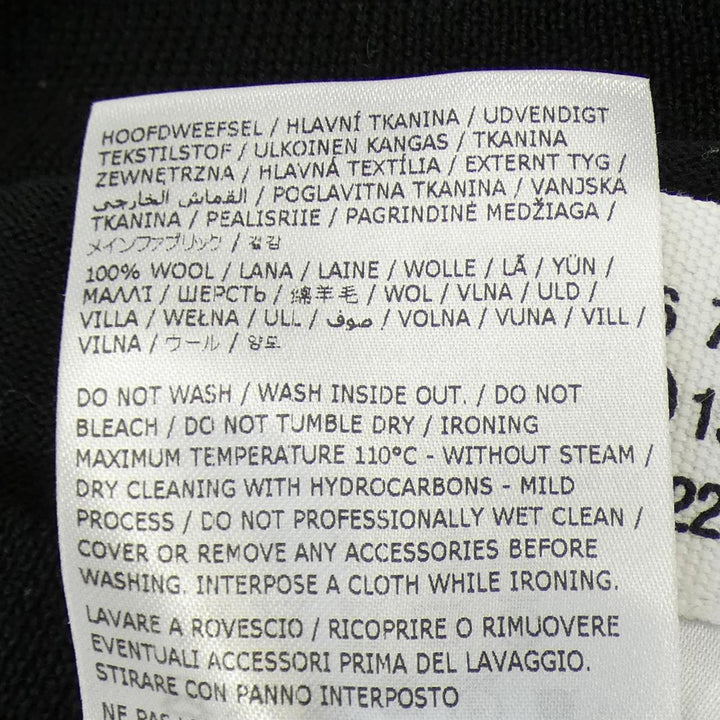 HOOFDWEEFSEL / HLAVNÍ TKANINA / UDVENDIGT
TEKSTILSTOF / ULKOINEN KANGAS / TKANINA
ZEWNĘTRZNA / HLAVNÁ TEXTÍLIA / EXTERNT TYG /
القماش الخارجي / POGLAVITNA TKANINA / VANJSKA
TKANINA / PEALISRIIE / PAGRINDINĖ MEDŽIAGA /
メインファブリック / 겉감
100% WOOL / LANA / LAINE / WOLLE / LÃ / YÜN /
ΜΑΛΛΊ / ШЕРСТЬ / 绵羊毛 / WOL / VLNA / ULD /
VILLA / WEŁNA / ULL / صوف / VOLNA / VUNA / VILL /
VILNA / ウール / 양모
DO NOT WASH / WASH INSIDE OUT. / DO NOT
BLEACH / DO NOT TUMBLE DRY / IRONING
MAXIMUM TEMPERATURE 110°C - WITHOUT STEAM /
DRY CLEANING WITH HYDROCARBONS - MILD
PROCESS / DO NOT PROFESSIONALLY WET CLEAN /
COVER OR REMOVE ANY ACCESSORIES BEFORE
WASHING. INTERPOSE A CLOTH WHILE IRONING.
LAVARE A ROVESCIO / RICOPRIRE O RIMUOVERE
EVENTUALI ACCESSORI PRIMA DEL LAVAGGIO.
STIRARE CON PANNO INTERPOSTO
NE PAS
22